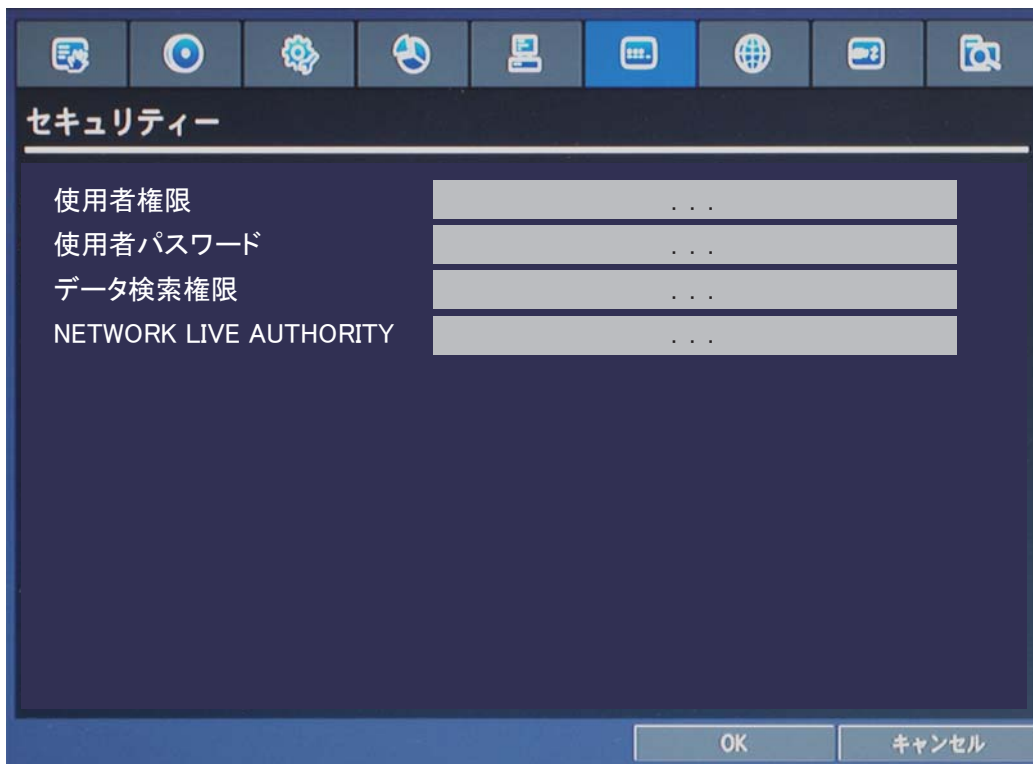 セキュリティー
使用者権限 . . .
使用者パスワード . . .
データ検索権限 . . .
NETWORK LIVE AUTHORITY . . .
OK キャンセル